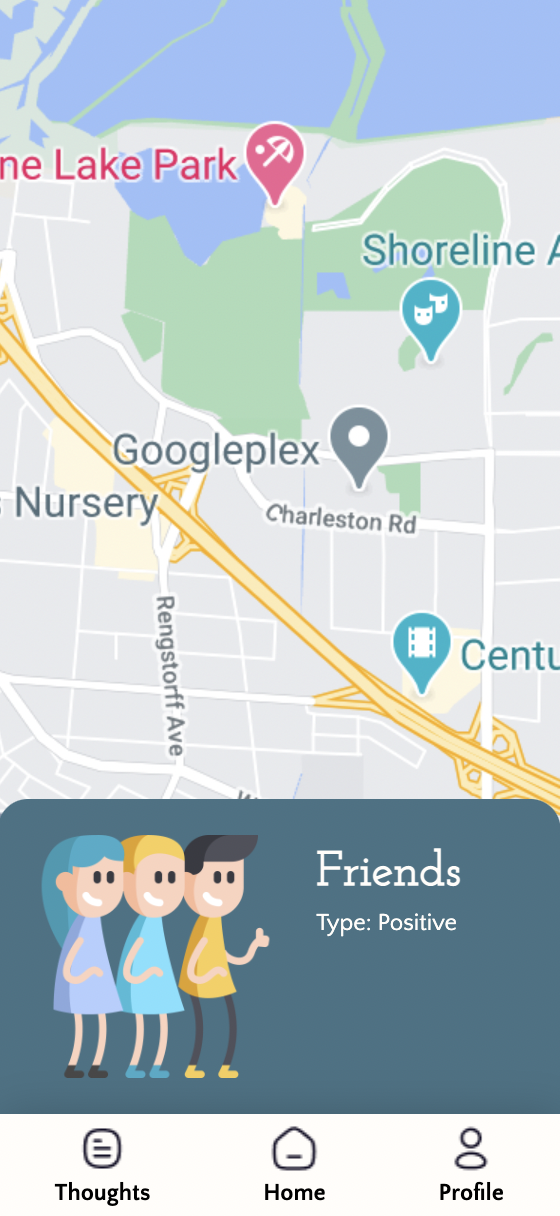 ne Lake Park
Shoreline A
Googleplex
s Nursery
Charleston Rd
Rengstorff Ave
Centu
W
Friends
Type: Positive
Thoughts
Home
Profile